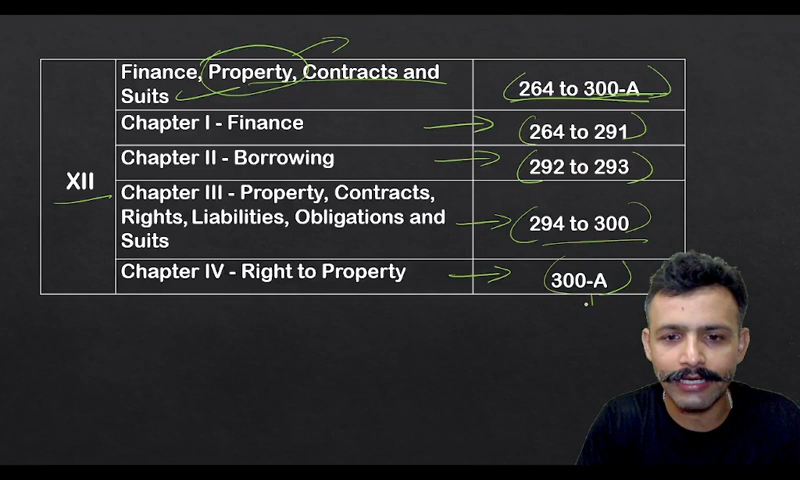 XII
Finance, Property, Contracts and
Suits
264 to 300-A
Chapter I - Finance
264 to 291
Chapter II - Borrowing
292 to 293
Chapter III - Property, Contracts,
Rights, Liabilities, Obligations and
Suits
294 to 300
Chapter IV - Right to Property
300-A